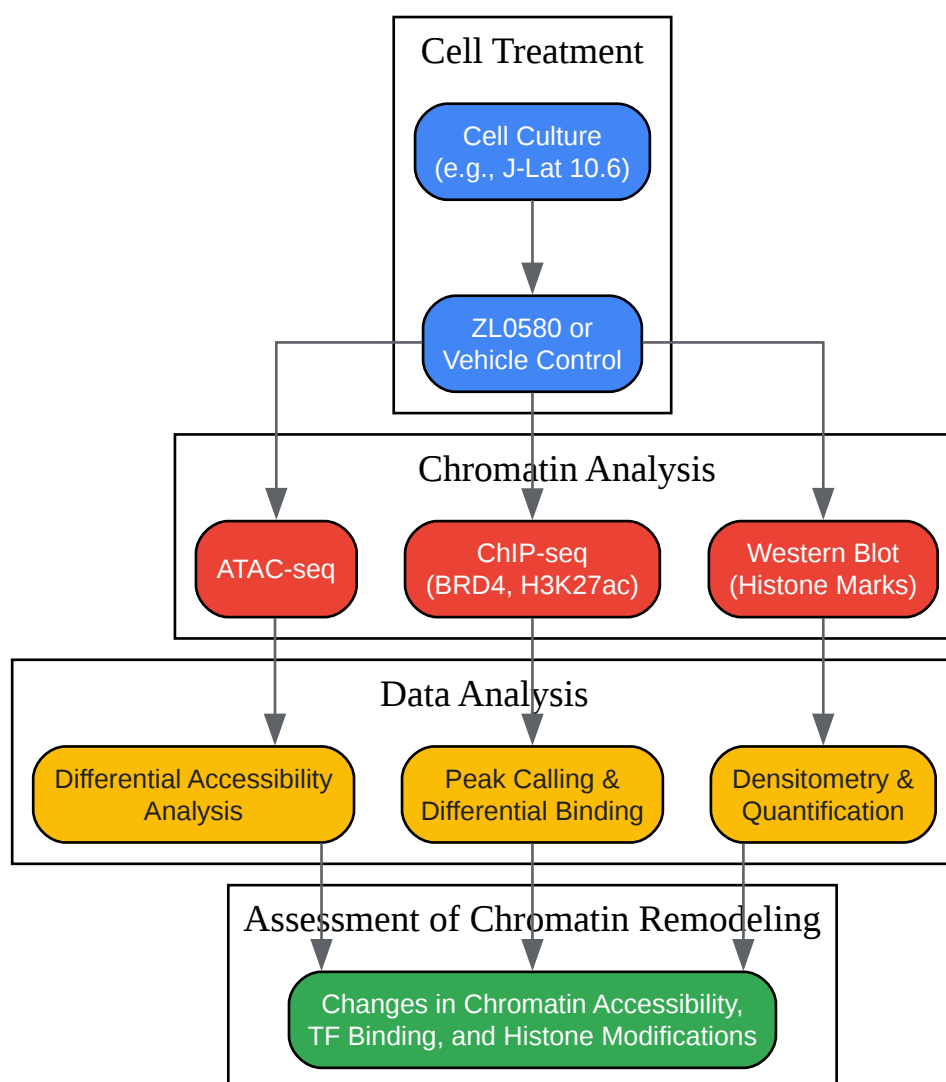 Cell Treatment
Cell Culture
(e.g., J-Lat 10.6)
ZL0580 or
Vehicle Control
Chromatin Analysis
ATAC-seq
ChIP-seq
(BRD4, H3K27ac)
Western Blot
(Histone Marks)
Data Analysis
Differential Accessibility
Analysis
Peak Calling &
Differential Binding
Densitometry &
Quantification
Assessment of Chromatin Remodeling
Changes in Chromatin Accessibility,
TF Binding, and Histone Modifications